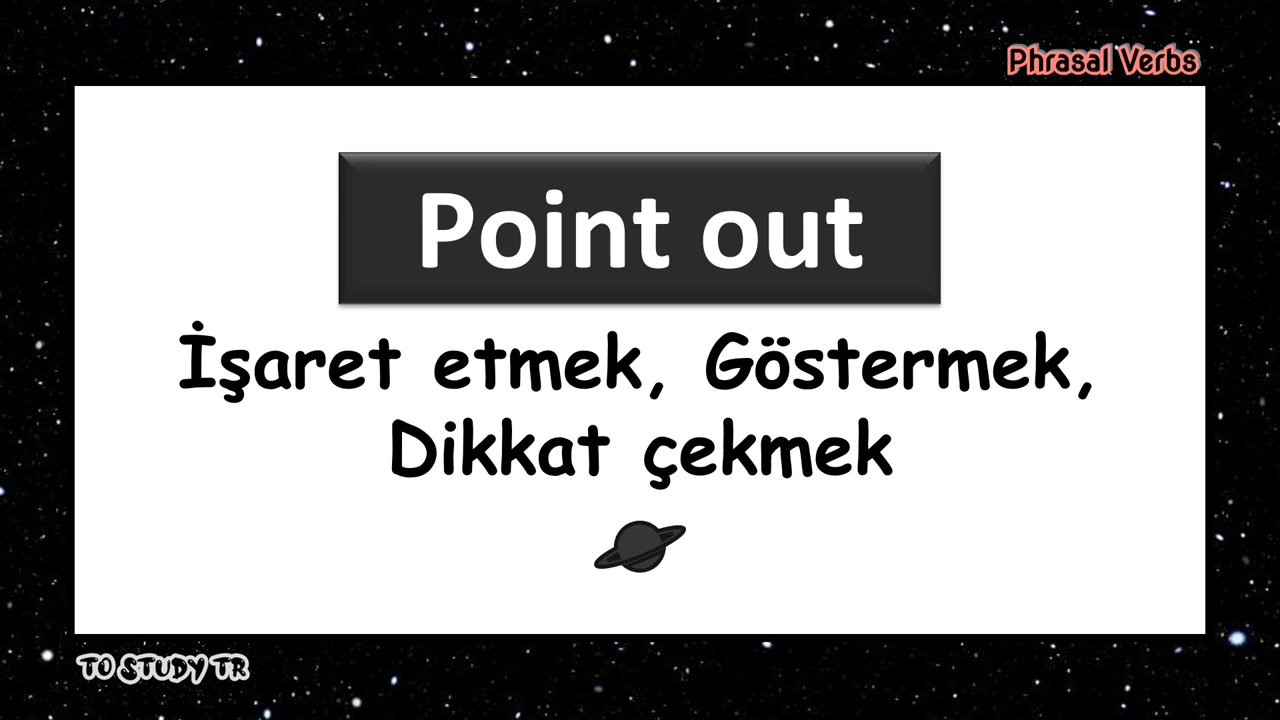 Phrasal Verbs
Point out
İşaret etmek, Göstermek,
Dikkat çekmek
TO STUDY TR